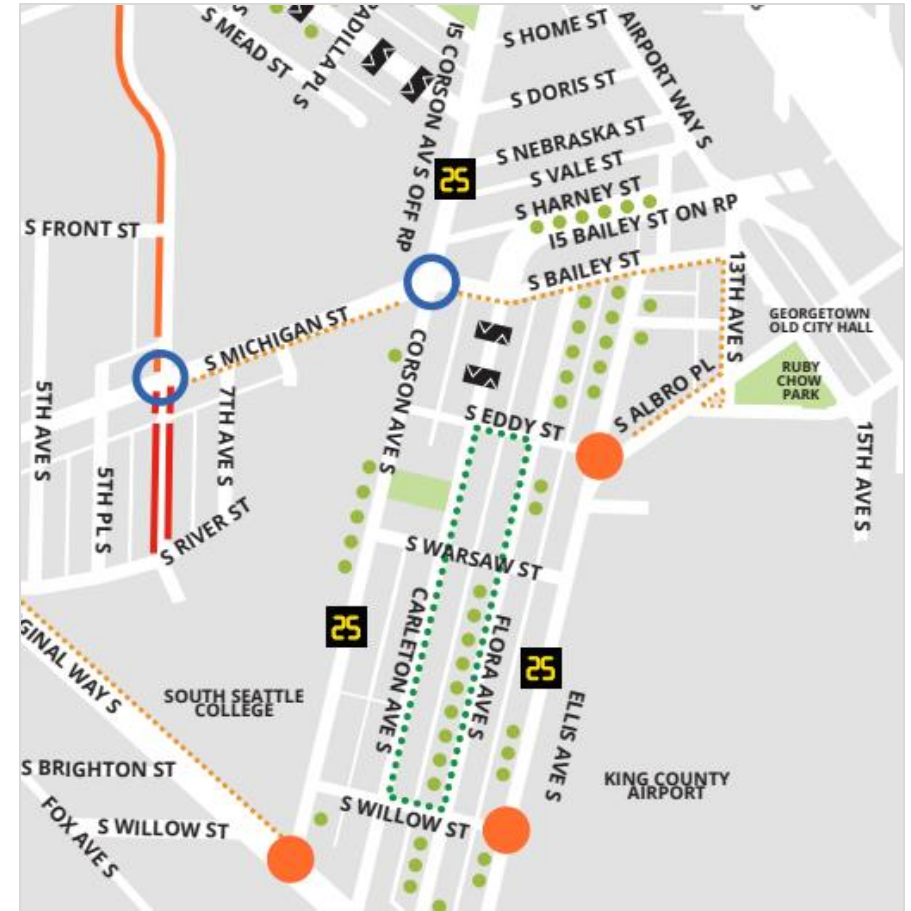 S MEAD ST
ADILLA PL S
I5 CORSON AV S OFF RP
S HOME ST
AIRPORT WAY S
S DORIS ST
S NEBRASKA ST
S VALE ST
25
S HARNEY ST
I5 BAILEY ST ON RP
S FRONT ST
S BAILEY ST
13TH AVE S
GEORGETOWN
OLD CITY HALL
S MICHIGAN ST
CORSON AVE S
RUBY
CHOW
PARK
5TH AVE S
7TH AVE S
S ALBRO PL
S EDDY ST
15TH AVE S
5TH PL S
S RIVER ST
S WARSAW ST
GINAL WAY S
25
CARLETON AVE S
FLORA AVE S
25
ELLIS AVE S
SOUTH SEATTLE
COLLEGE
S BRIGHTON ST
KING COUNTY
AIRPORT
S WILLOW ST
S WILLOW ST
FOX AVE S